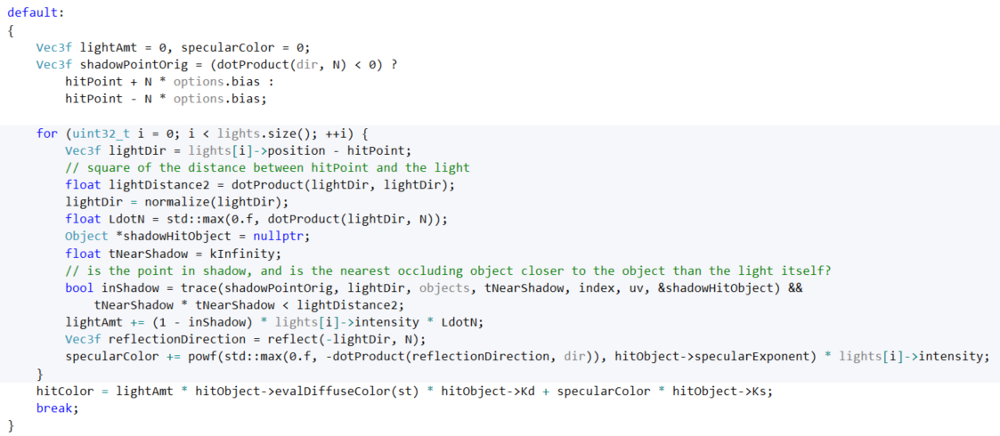 default:
{
    Vec3f lightAmt = 0, specularColor = 0;
    Vec3f shadowPointOrig = (dotProduct(dir, N) < 0) ?
        hitPoint + N * options.bias :
        hitPoint - N * options.bias;
    for (uint32_t i = 0; i < lights.size(); ++i) {
        Vec3f lightDir = lights[i]->position - hitPoint;
        // square of the distance between hitPoint and the light
        float lightDistance2 = dotProduct(lightDir, lightDir);
        lightDir = normalize(lightDir);
        float LdotN = std::max(0.f, dotProduct(lightDir, N));
        Object *shadowHitObject = nullptr;
        float tNearShadow = kInfinity;
        // is the point in shadow, and is the nearest occluding object closer to the object than the light itself?
        bool inShadow = trace(shadowPointOrig, lightDir, objects, tNearShadow, index, uv, &shadowHitObject) &&
            tNearShadow * tNearShadow < lightDistance2;
        lightAmt += (1 - inShadow) * lights[i]->intensity * LdotN;
        Vec3f reflectionDirection = reflect(-lightDir, N);
        specularColor += powf(std::max(0.f, -dotProduct(reflectionDirection, dir)), hitObject->specularExponent) * lights[i]->intensity;
    }
    hitColor = lightAmt * hitObject->evalDiffuseColor(st) * hitObject->Kd + specularColor * hitObject->Ks;
    break;
}